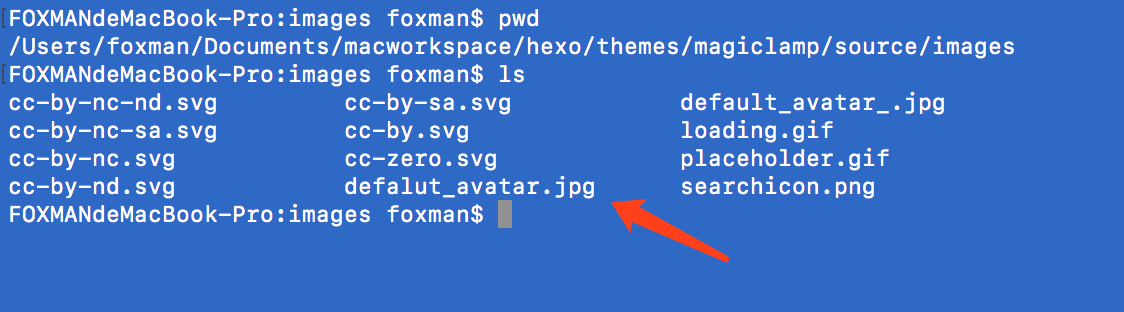 [FOXMANdeMacBook-Pro:images foxman$ pwd
/Users/foxman/Documents/macworkspace/hexo/themes/magiclamp/source/images
[FOXMANdeMacBook-Pro:images foxman$ ls
cc-by-nc-nd.svg cc-by-sa.svg default_avatar_.jpg
cc-by-nc-sa.svg cc-by.svg loading.gif
cc-by-nc.svg cc-zero.svg placeholder.gif
cc-by-nd.svg defalut_avatar.jpg searchicon.png
FOXMANdeMacBook-Pro:images foxman$